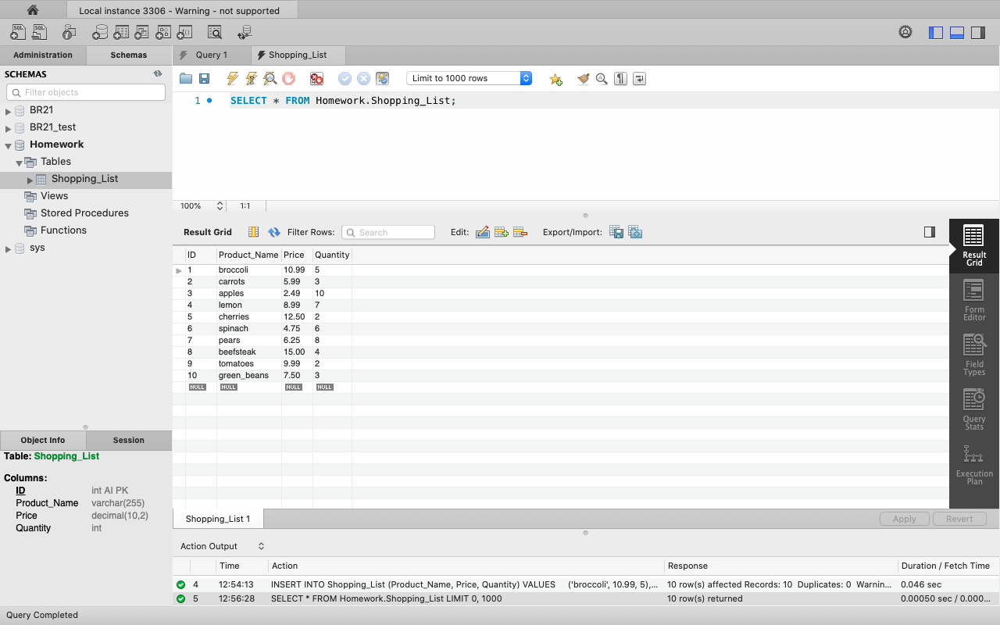 Local instance 3306 - Warning - not supported
Administration Schemas Query 1 Shopping_List
SCHEMAS
Filter objects
BR21
BR21_test
Homework
Tables
Shopping_List
Views
Stored Procedures
Functions
sys
Limit to 1000 rows
1 SELECT * FROM Homework.Shopping_List;
100% 1:1
Result Grid Filter Rows: Search Edit: Export/Import:
ID Product_Name Price Quantity
1 broccoli 10.99 5
2 carrots 5.99 3
3 apples 2.49 10
4 lemon 8.99 7
5 cherries 12.50 2
6 spinach 4.75 6
7 pears 6.25 8
8 beefsteak 15.00 4
9 tomatoes 9.99 2
10 green_beans 7.50 3
NULL NULL NULL NULL
Result
Grid
Form
Editor
Field
Types
Query
Stats
Execution
Plan
Object Info Session
Table: Shopping_List
Columns:
ID int AI PK
Product_Name varchar(255)
Price decimal(10,2)
Quantity int
Shopping_List 1 Apply Revert
Action Output
Time Action Response Duration / Fetch Time
4 12:54:13 INSERT INTO Shopping_List (Product_Name, Price, Quantity) VALUES ('broccoli', 10.99, 5),... 10 row(s) affected Records: 10 Duplicates: 0 Warnin... 0.046 sec
5 12:56:28 SELECT * FROM Homework.Shopping_List LIMIT 0, 1000 10 row(s) returned 0.00050 sec / 0.000...
Query Completed